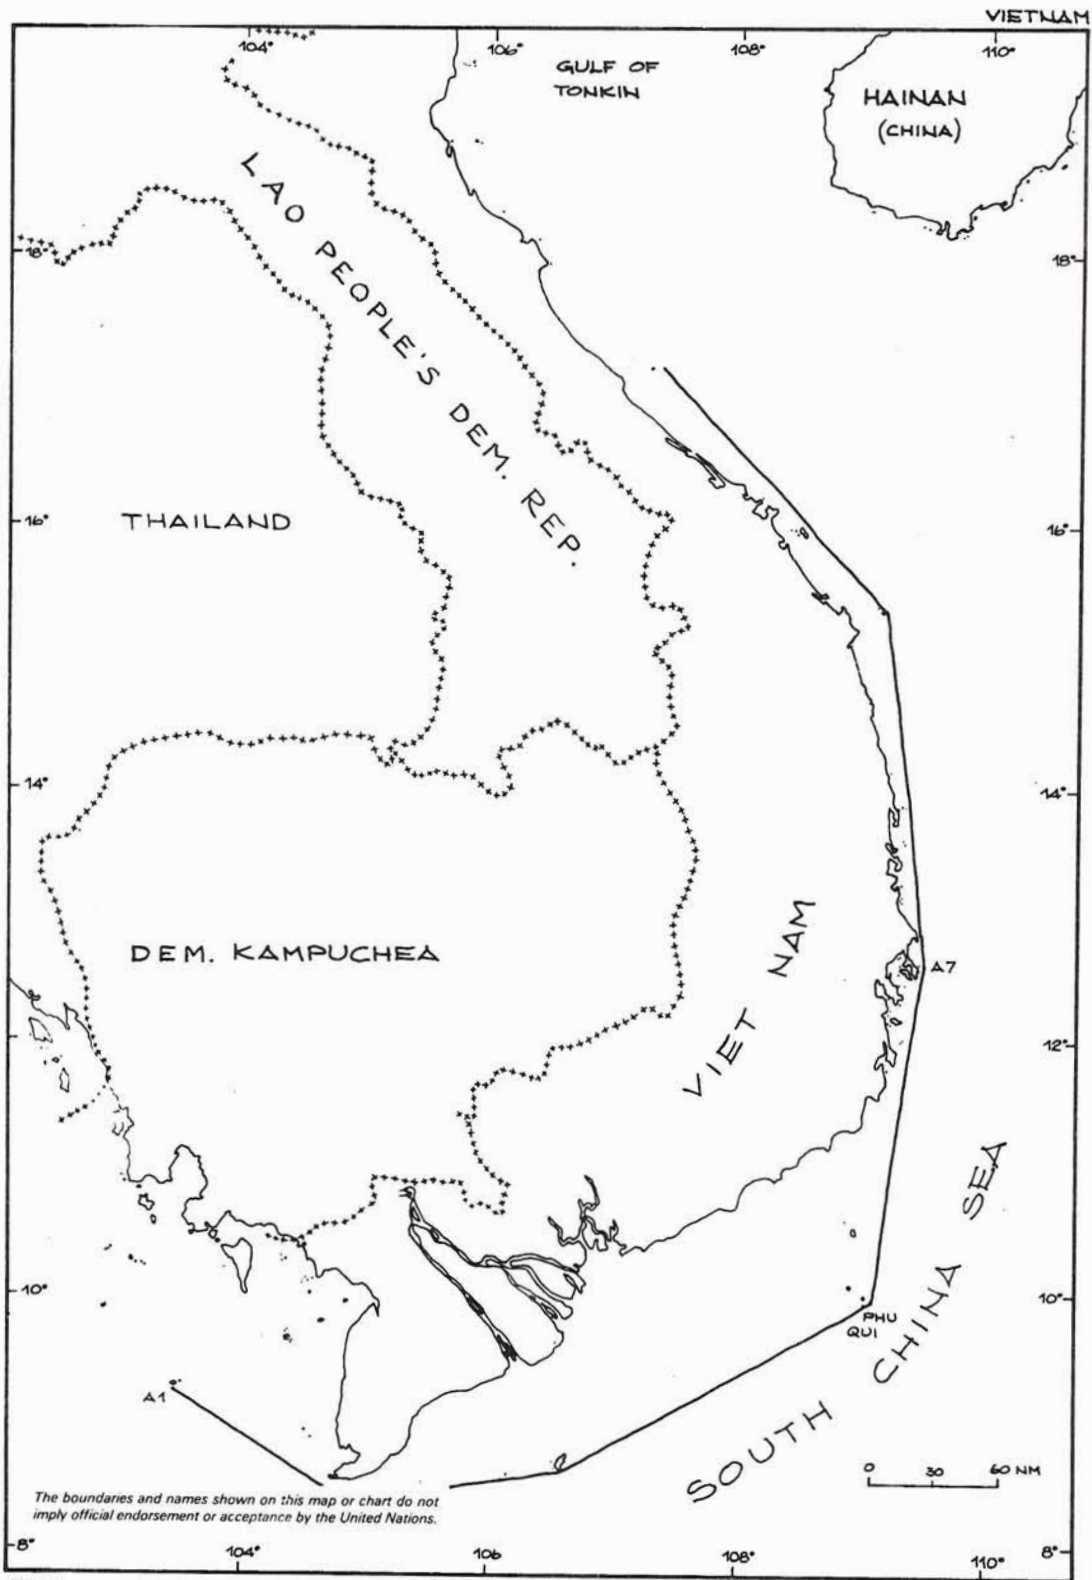 VIETNAM
104°
106°
108°
110°
GULF OF
TONKIN
HAINAN
(CHINA)
LAO PEOPLE'S DEM. REP.
18°
18°
THAILAND
16°
16°
14°
14°
DEM. KAMPUCHEA
VIET NAM
A7
12°
SOUTH CHINA SEA
10°
10°
PHU
QUI
A1
0 30 60 NM
The boundaries and names shown on this map or chart do not
imply official endorsement or acceptance by the United Nations.
8°
8°
104°
106
108°
110°